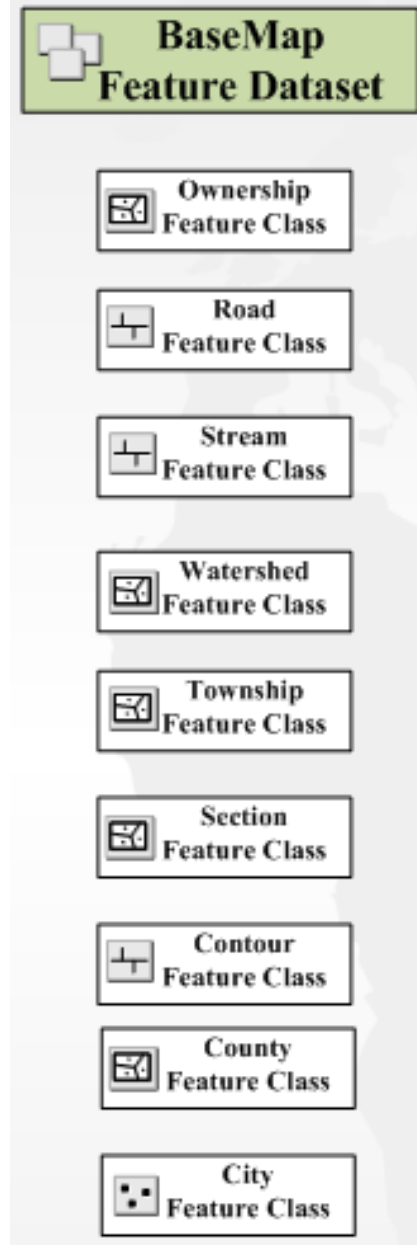 BaseMap
Feature Dataset
Ownership
Feature Class
Road
Feature Class
Stream
Feature Class
Watershed
Feature Class
Township
Feature Class
Section
Feature Class
Contour
Feature Class
County
Feature Class
City
Feature Class